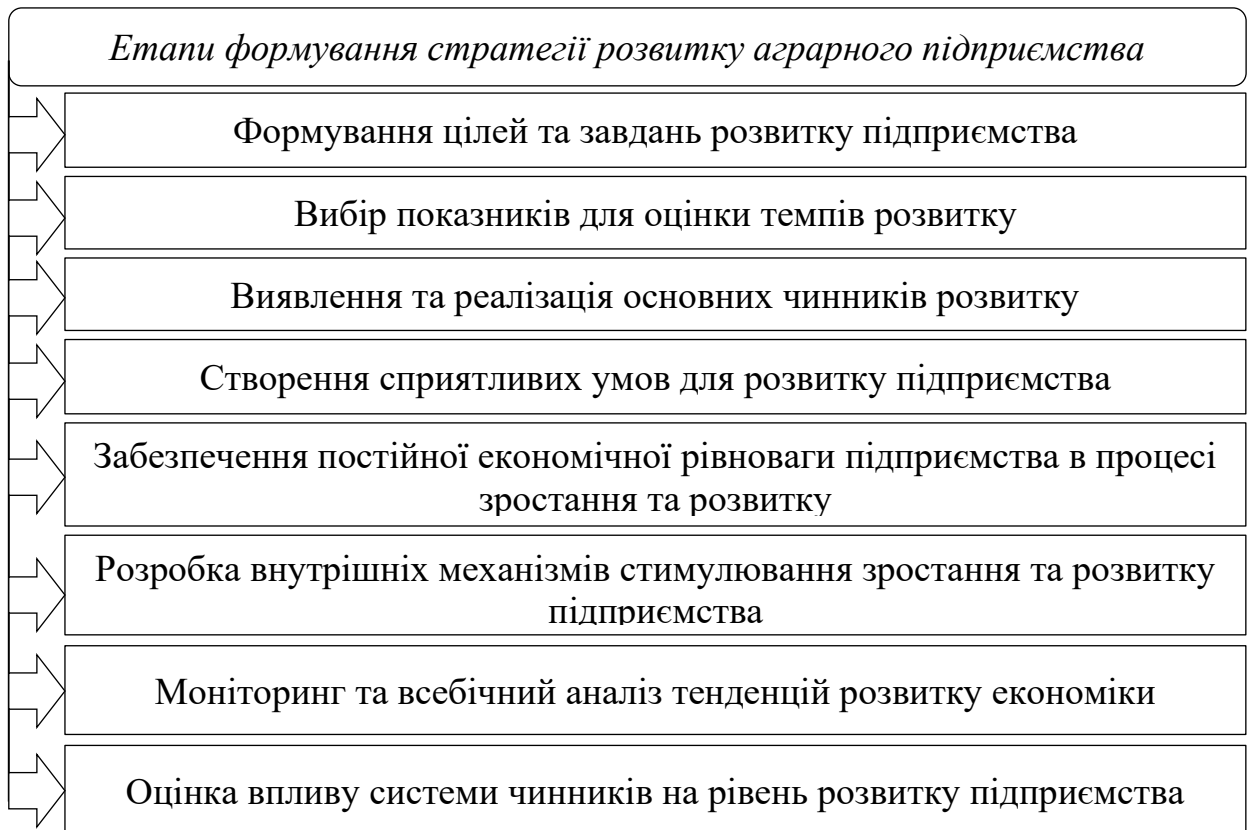 Етапи формування стратегії розвитку аграрного підприємства
Формування цілей та завдань розвитку підприємства
Вибір показників для оцінки темпів розвитку
Виявлення та реалізація основних чинників розвитку
Створення сприятливих умов для розвитку підприємства
Забезпечення постійної економічної рівноваги підприємства в процесі
зростання та розвитку
Розробка внутрішніх механізмів стимулювання зростання та розвитку
підприємства
Моніторинг та всебічний аналіз тенденцій розвитку економіки
Оцінка впливу системи чинників на рівень розвитку підприємства